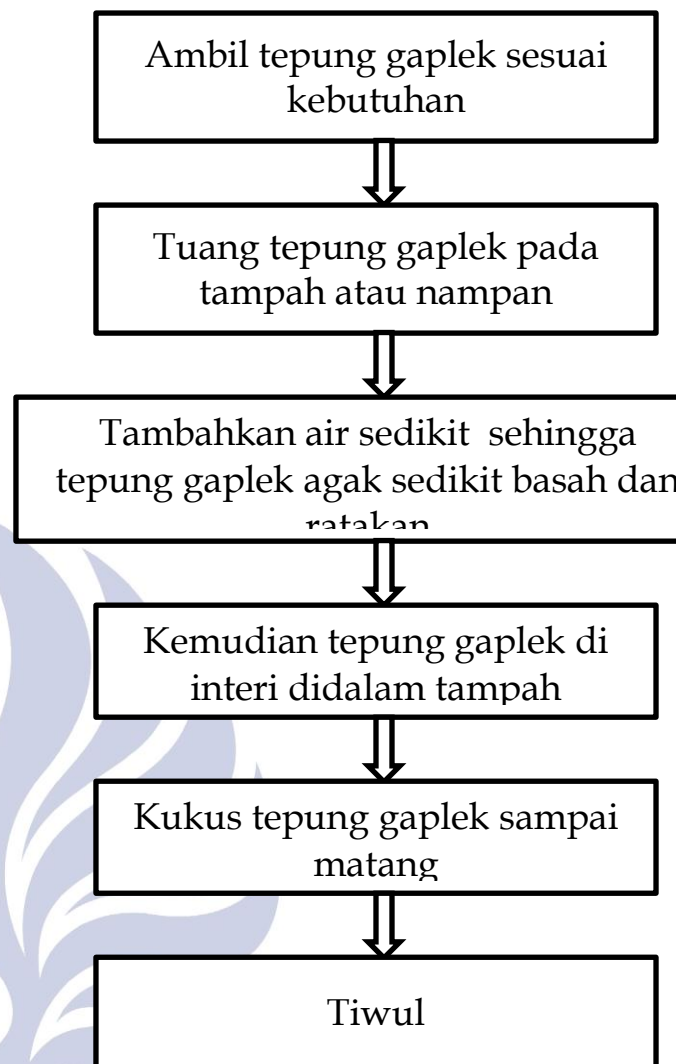 Ambil tepung gaplek sesuai
kebutuhan
Tuang tepung gaplek pada
tampah atau nampan
Tambahkan air sedikit sehingga
tepung gaplek agak sedikit basah dan
ratakan
Kemudian tepung gaplek di
interi didalam tampah
Kukus tepung gaplek sampai
matang
Tiwul